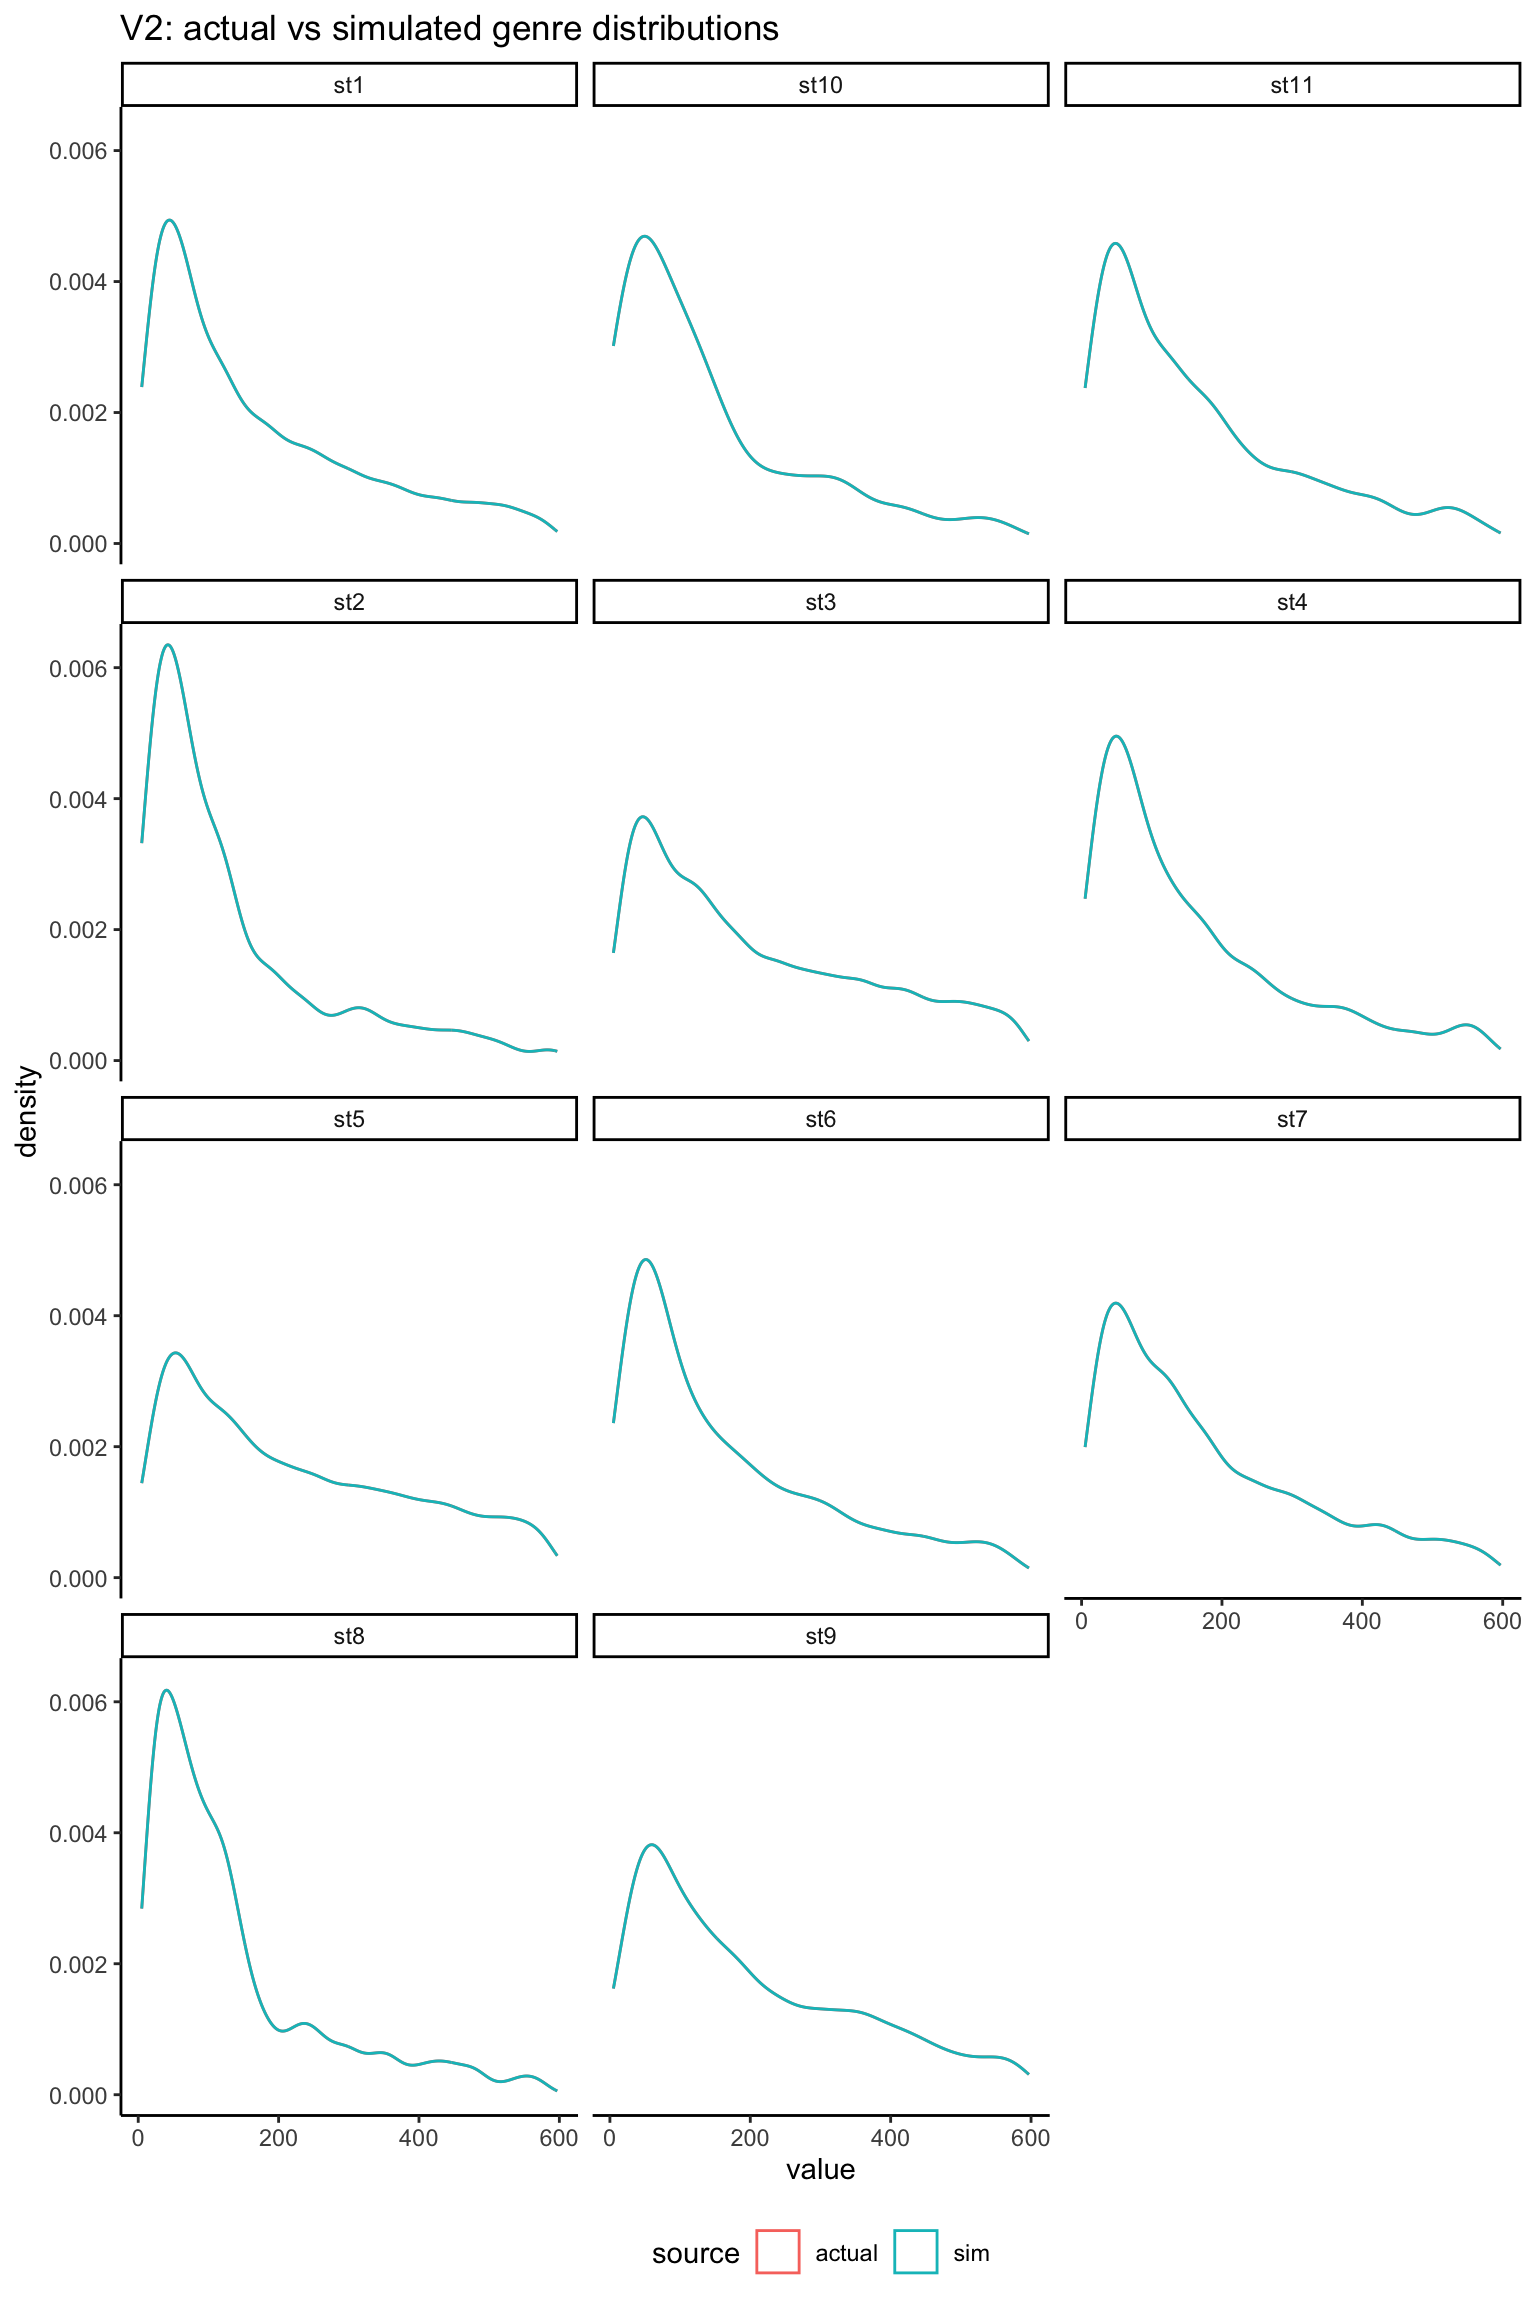 V2: actual vs simulated genre distributions
st1 st10 st11
0.006
0.004
0.002
0.000
st2 st3 st4
0.006
0.004
0.002
0.000
density
st5 st6 st7
0.006
0.004
0.002
0.000
0 200 400 600
st8 st9
0.006
0.004
0.002
0.000
0 200 400 600 0 200 400 600
value
source actual sim